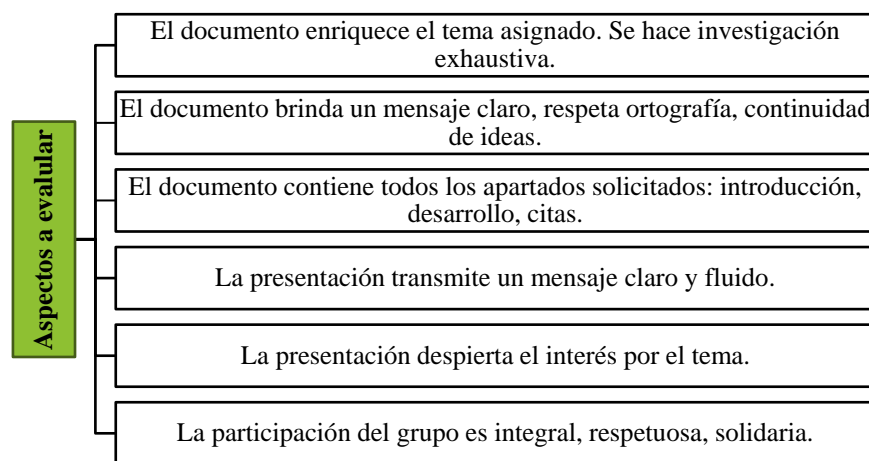 Aspectos a evalular
El documento enriquece el tema asignado. Se hace investigación
exhaustiva.
El documento brinda un mensaje claro, respeta ortografía, continuidad
de ideas.
El documento contiene todos los apartados solicitados: introducción,
desarrollo, citas.
La presentación transmite un mensaje claro y fluido.
La presentación despierta el interés por el tema.
La participación del grupo es integral, respetuosa, solidaria.